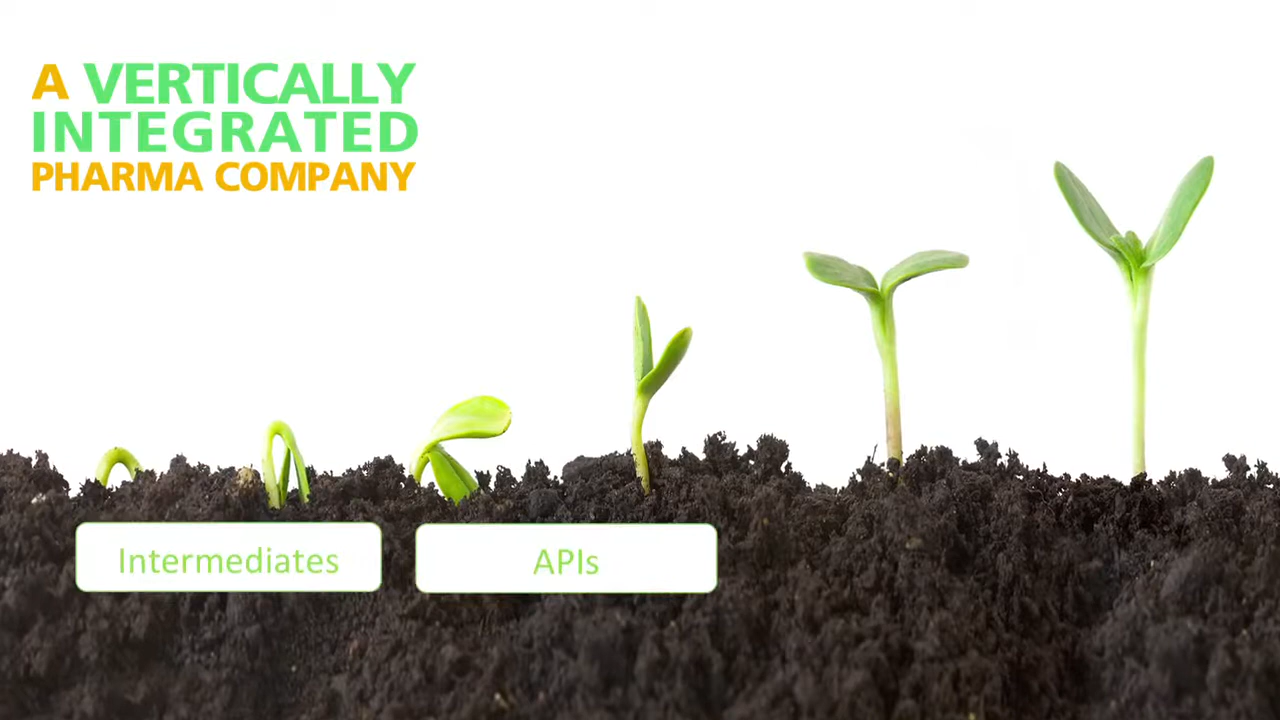 A VERTICALLY
INTEGRATED
PHARMA COMPANY
Intermediates
APIs